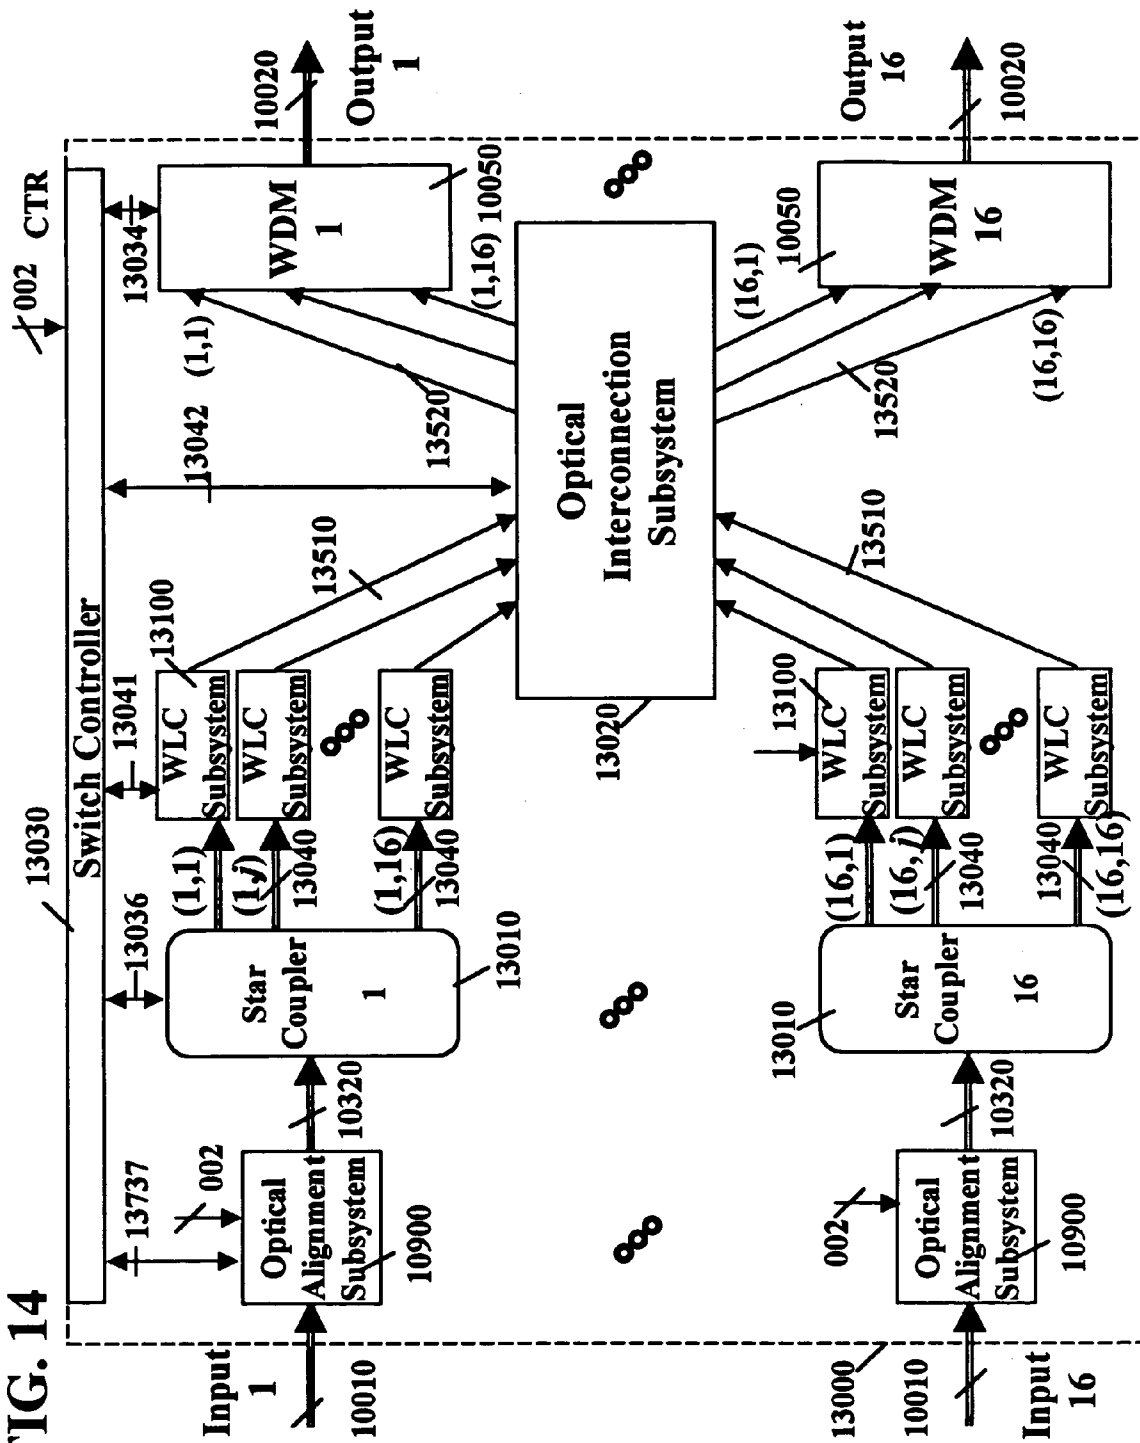 FIG. 14
13030
002 CTR
Switch Controller
13737
13036
13041
13042
13034
002
Input
1
10010
Optical
Alignment
Subsystem
10900
10320
Star
Coupler
1
13010
(1,1)
(1,j)
13040
(1,16)
13040
13100
WLC
Subsystem
WLC
Subsystem
WLC
Subsystem
13510
13020
Optical
Interconnection
Subsystem
13520
(1,1)
(1,16)
WDM
1
10050
10020
Output
1
13000
Input
16
10010
002
Optical
Alignment
Subsystem
10900
10320
Star
Coupler
16
13010
(16,1)
(16,j)
13040
13040
(16,16)
13100
WLC
Subsystem
WLC
Subsystem
WLC
Subsystem
13510
13520
(16,1)
(16,16)
10050
WDM
16
Output
16
10020